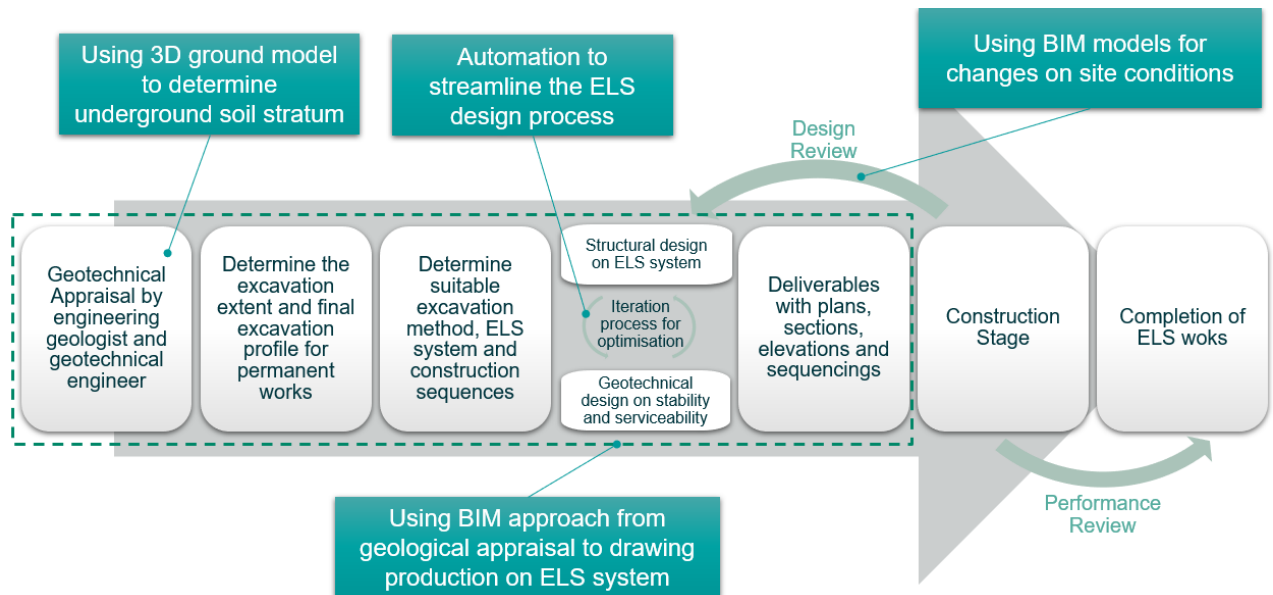 Using 3D ground model
to determine
underground soil stratum
Automation to
streamline the ELS
design process
Using BIM models for
changes on site conditions
Design
Review
Geotechnical
Appraisal by
engineering
geologist and
geotechnical
engineer
Determine the
excavation
extent and final
excavation
profile for
permanent
works
Determine
suitable
excavation
method, ELS
system and
construction
sequences
Structural design
on ELS system
Iteration
process for
optimisation
Geotechnical
design on stability
and serviceability
Deliverables
with plans,
sections,
elevations and
sequencings
Construction
Stage
Completion of
ELS woks
Performance
Review
Using BIM approach from
geological appraisal to drawing
production on ELS system